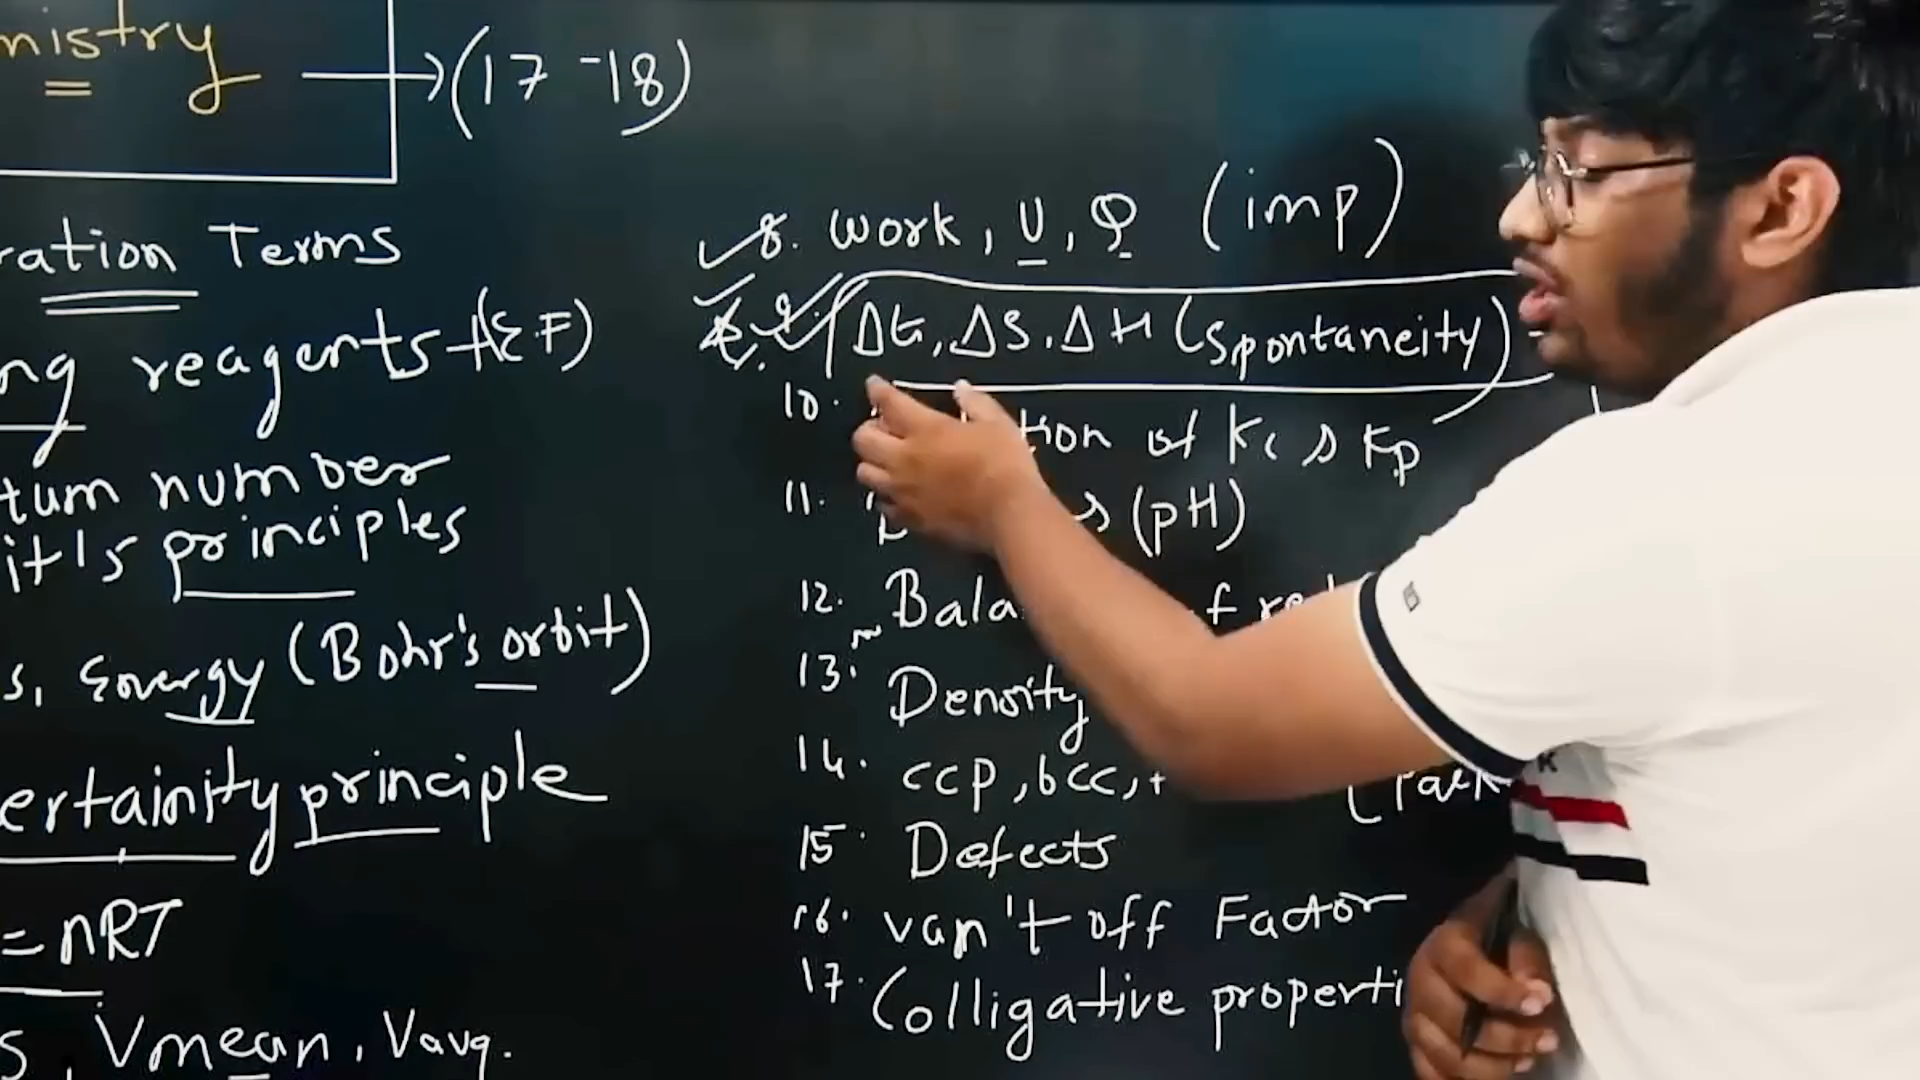 mistry → (17-18)
ration Terms
ng reagents - (E.F)
tum number
it's principles
s, Energy (Bohr's orbit)
ertainity principle
= nRT
s, Vmean, Vavg.
8. Work, U, Q (imp)
9. ΔG, ΔS, ΔH (Spontaneity)
10. tion of Kc & Kp
11. s (pH)
12. Bala f re
13. Density
14. ccp, bcc, f
15. Defects
16. van't off Factor
17. Colligative properti